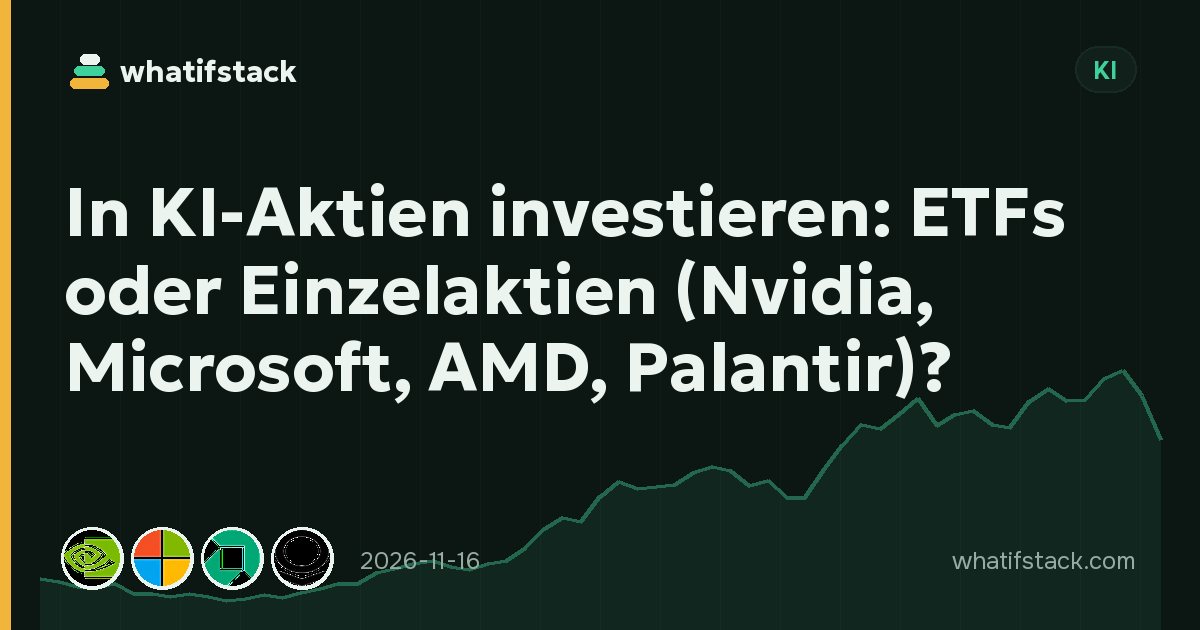 whatifstack
KI
In KI-Aktien investieren: ETFs
oder Einzelaktien (Nvidia,
Microsoft, AMD, Palantir)?
2026-11-16
whatifstack.com